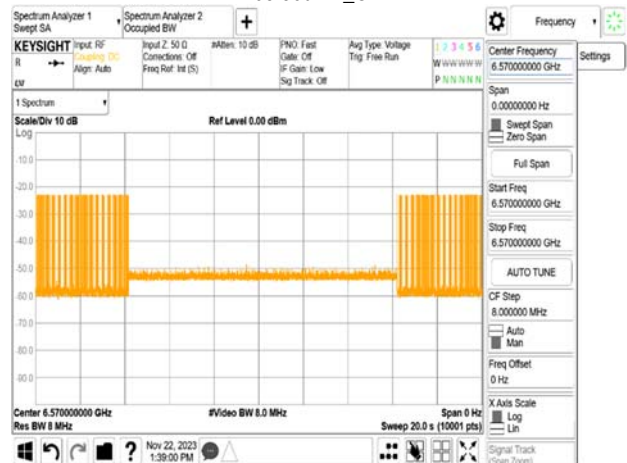 Spectrum Analyzer 1
Swept SA
Spectrum Analyzer 2
Occupied BW
Frequency
KEYSIGHT
R
Input: RF
Coupling: DC
Align: Auto
Input Z: 50 Ω
Corrections: Off
Freq Ref: Int (S)
#Atten: 10 dB
PNO: Fast
Gate: Off
IF Gain: Low
Sig Track: Off
Avg Type: Voltage
Trig: Free Run
1 2 3 4 5 6
W W W W W W
P N N N N N
1 Spectrum
Scale/Div 10 dB
Ref Level 0.00 dBm
Log
-10.0
-20.0
-30.0
-40.0
-50.0
-60.0
-70.0
-80.0
-90.0
Center 6.570000000 GHz
#Video BW 8.0 MHz
Span 0 Hz
Res BW 8 MHz
Sweep 20.0 s (10001 pts)
Nov 22, 2023
1:39:00 PM
Center Frequency
6.570000000 GHz
Settings
Span
0.00000000 Hz
Swept Span
Zero Span
Full Span
Start Freq
6.570000000 GHz
Stop Freq
6.570000000 GHz
AUTO TUNE
CF Step
8.000000 MHz
Auto
Man
Freq Offset
0 Hz
X Axis Scale
Log
Lin
Signal Track
(Span Zoom)